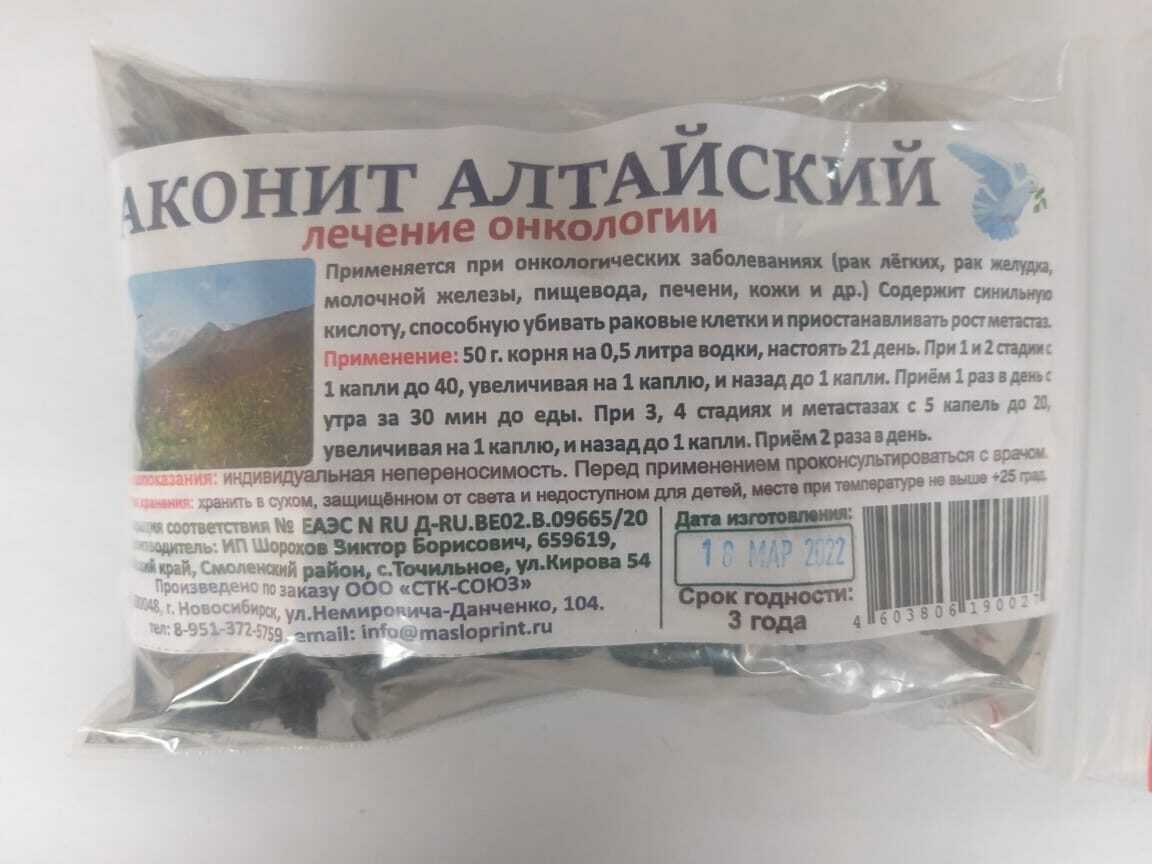 АКОНИТ АЛТАЙСКИЙ
лечение онкологии
Применяется при онкологических заболеваниях (рак лёгких, рак желудка,
молочной железы, пищевода, печени, кожи и др.) Содержит синильную
кислоту, способную убивать раковые клетки и приостанавливать рост метастаз.
Применение: 50 г. корня на 0,5 литра водки, настоять 21 день. При 1 и 2 стадии с
1 капли до 40, увеличивая на 1 каплю, и назад до 1 капли. Приём 1 раз в день с
утра за 30 мин до еды. При 3, 4 стадиях и метастазах с 5 капель до 20,
увеличивая на 1 каплю, и назад до 1 капли. Приём 2 раза в день.
индивидуальная непереносимость. Перед применением проконсультироваться с врачом.
хранения: хранить в сухом, защищённом от света и недоступном для детей, месте при температуре не выше +25 град.
соответствия № ЕАЭС N RU Д-RU.ВЕ02.В.09665/20
ИП Шорохов Виктор Борисович, 659619,
край, Смоленский район, с.Точильное, ул.Кирова 54
Произведено по заказу ООО «СТК-СОЮЗ»
г. Новосибирск, ул.Немировича-Данченко, 104.
тел: 8-951-372-5759 email: info@masloprint.ru
Дата изготовления:
18 МАР 2022
Срок годности:
3 года
4 603806 190027